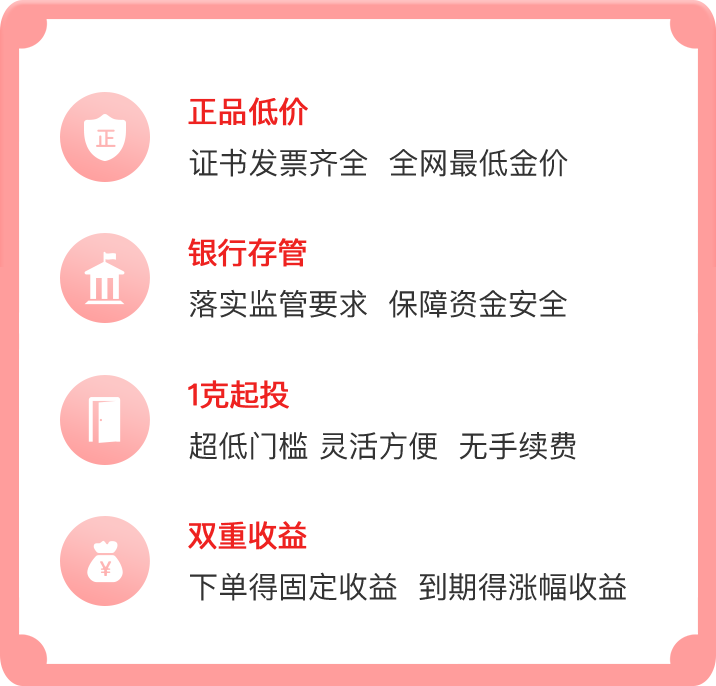 正
正品低价
证书发票齐全 全网最低金价
银行存管
落实监管要求 保障资金安全
1克起投
超低门槛 灵活方便 无手续费
¥
双重收益
下单得固定收益 到期得涨幅收益